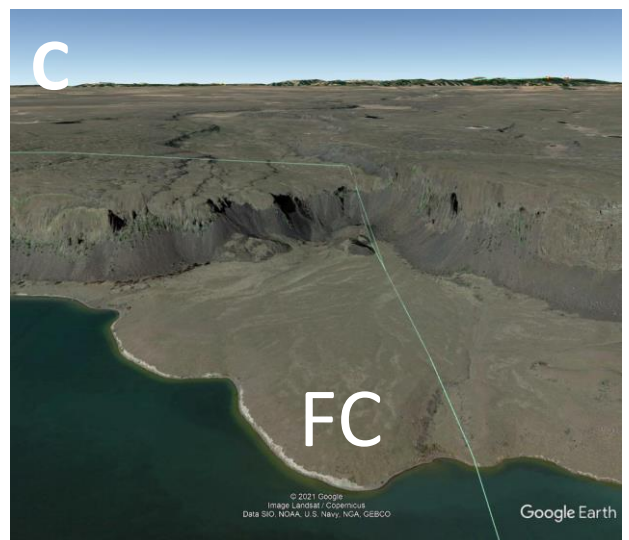 C
FC
© 2021 Google
Image Landsat / Copernicus
Data SIO, NOAA, U.S. Navy, NGA, GEBCO
Google Earth